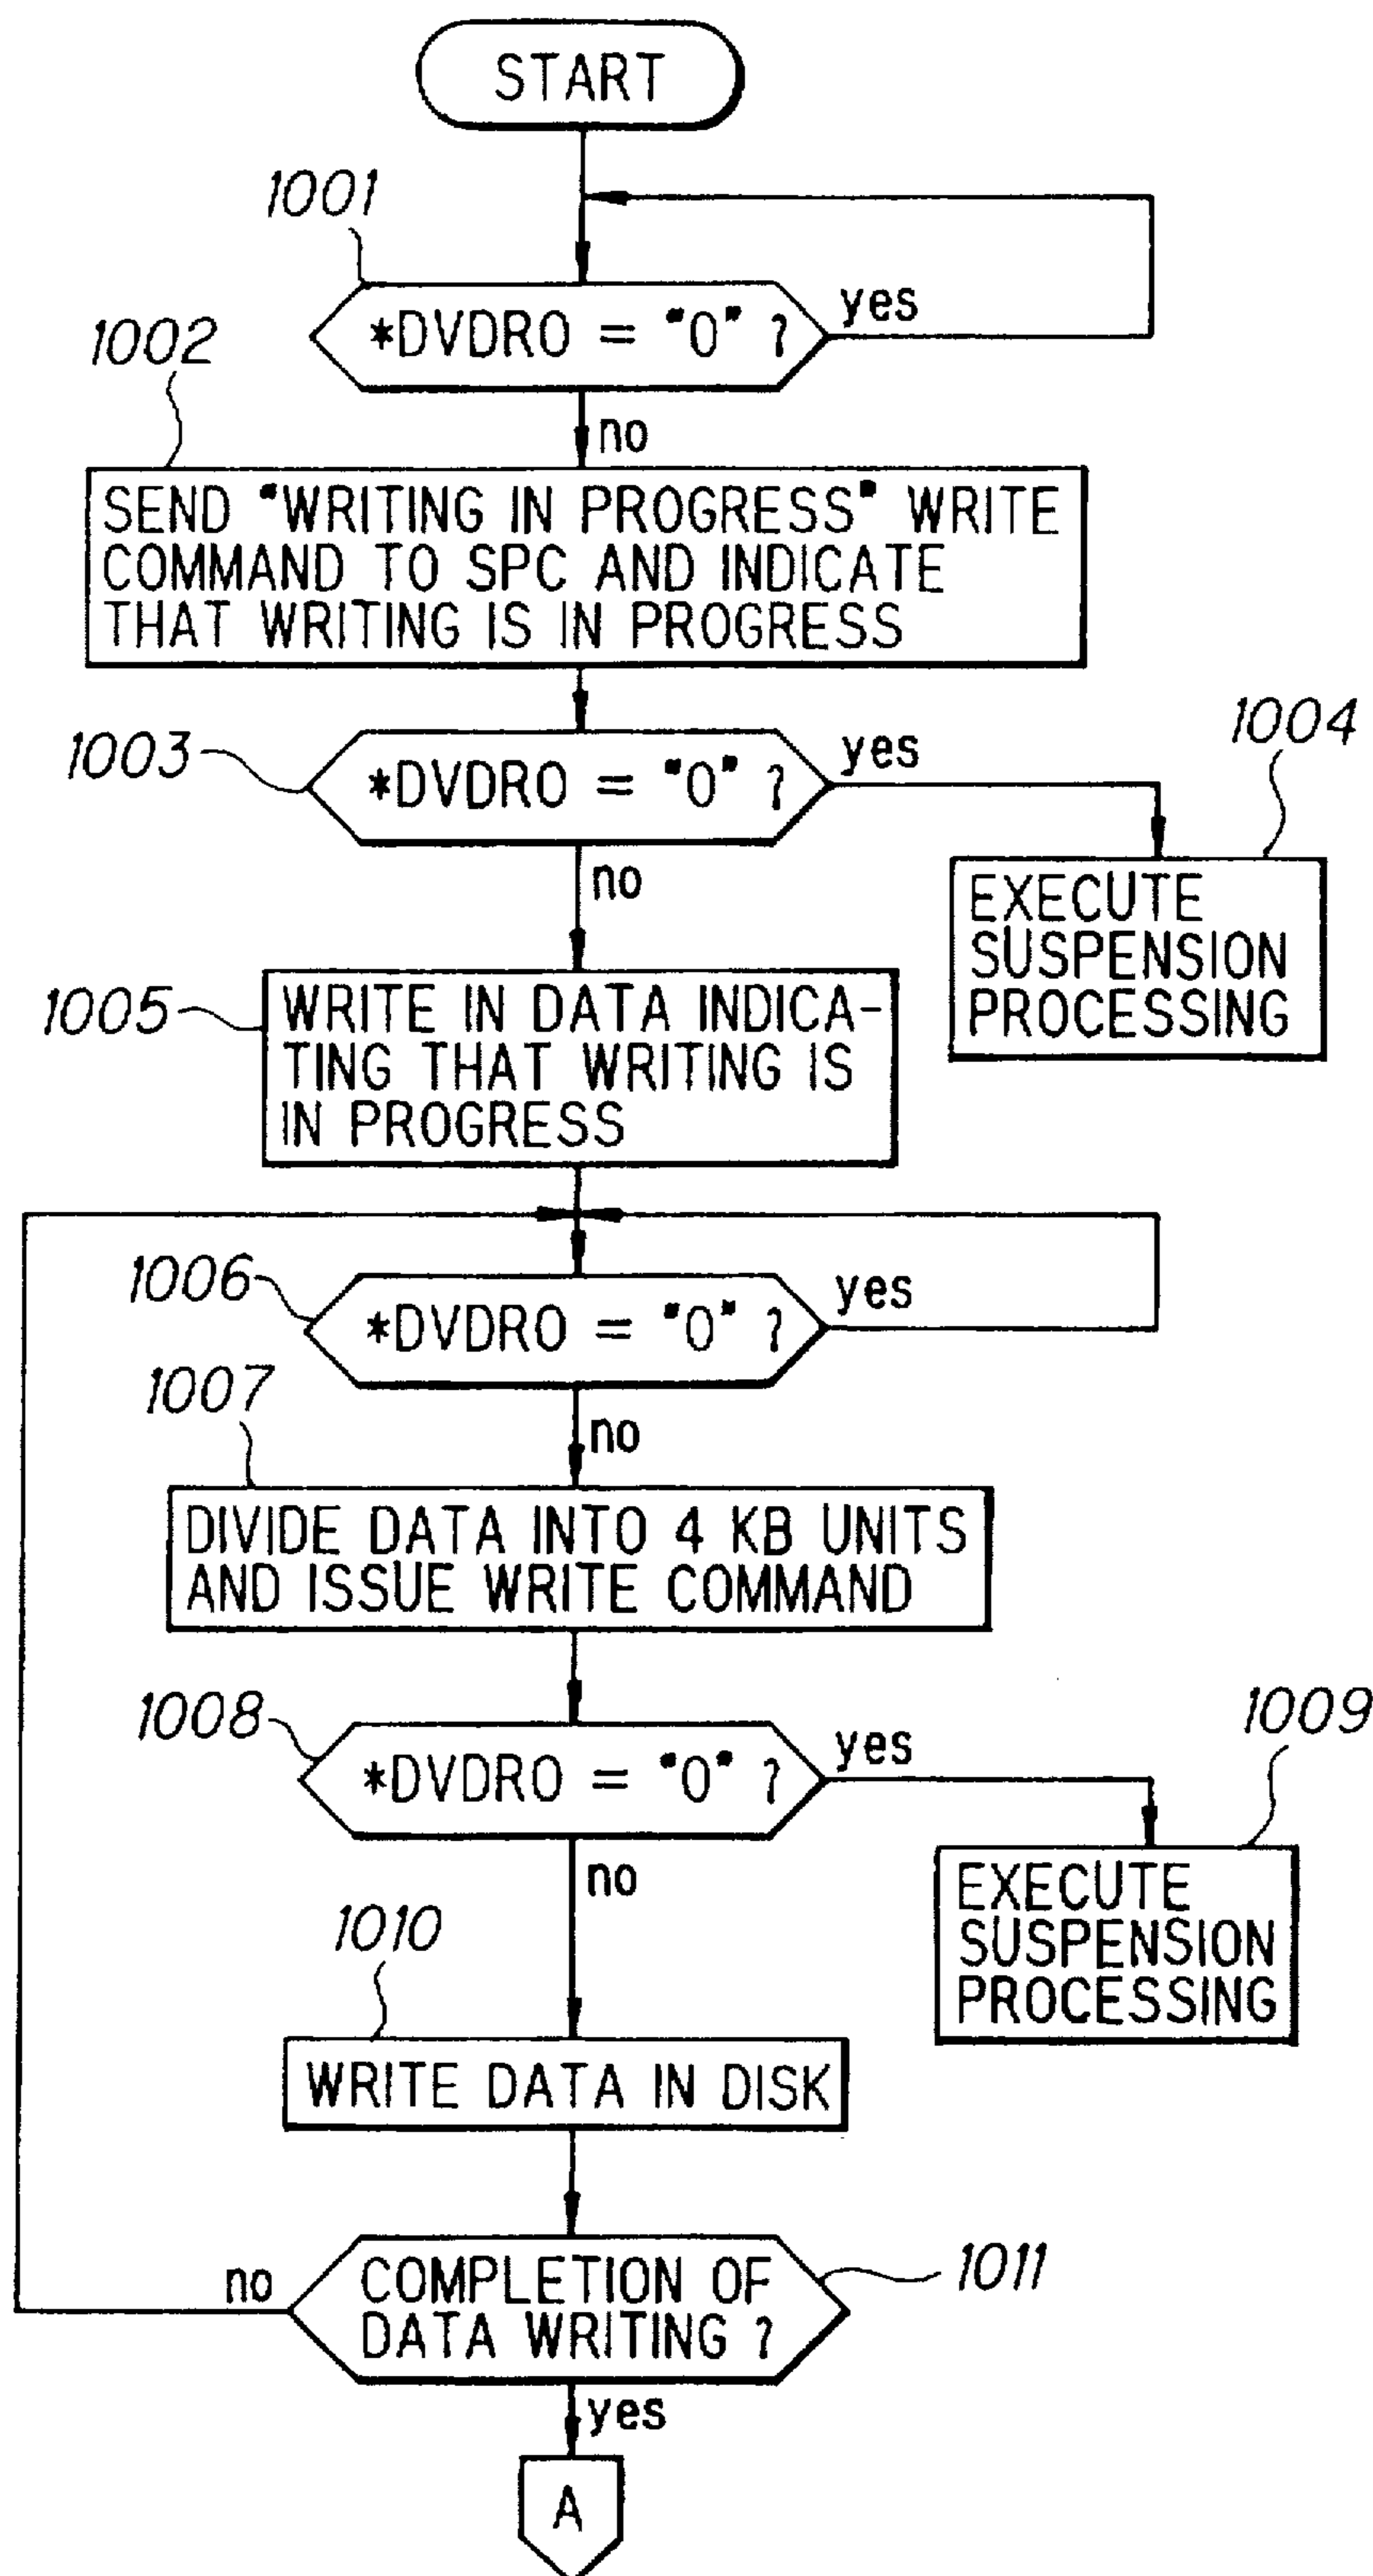 START
1001
*DVDRO = "0" ?
yes
no
1002
SEND "WRITING IN PROGRESS" WRITE
COMMAND TO SPC AND INDICATE
THAT WRITING IS IN PROGRESS
1003
*DVDRO = "0" ?
yes
no
1004
EXECUTE
SUSPENSION
PROCESSING
1005
WRITE IN DATA INDICA-
TING THAT WRITING IS
IN PROGRESS
1006
*DVDRO = "0" ?
yes
no
1007
DIVIDE DATA INTO 4 KB UNITS
AND ISSUE WRITE COMMAND
1008
*DVDRO = "0" ?
yes
no
1009
EXECUTE
SUSPENSION
PROCESSING
1010
WRITE DATA IN DISK
1011
COMPLETION OF
DATA WRITING ?
no
yes
A